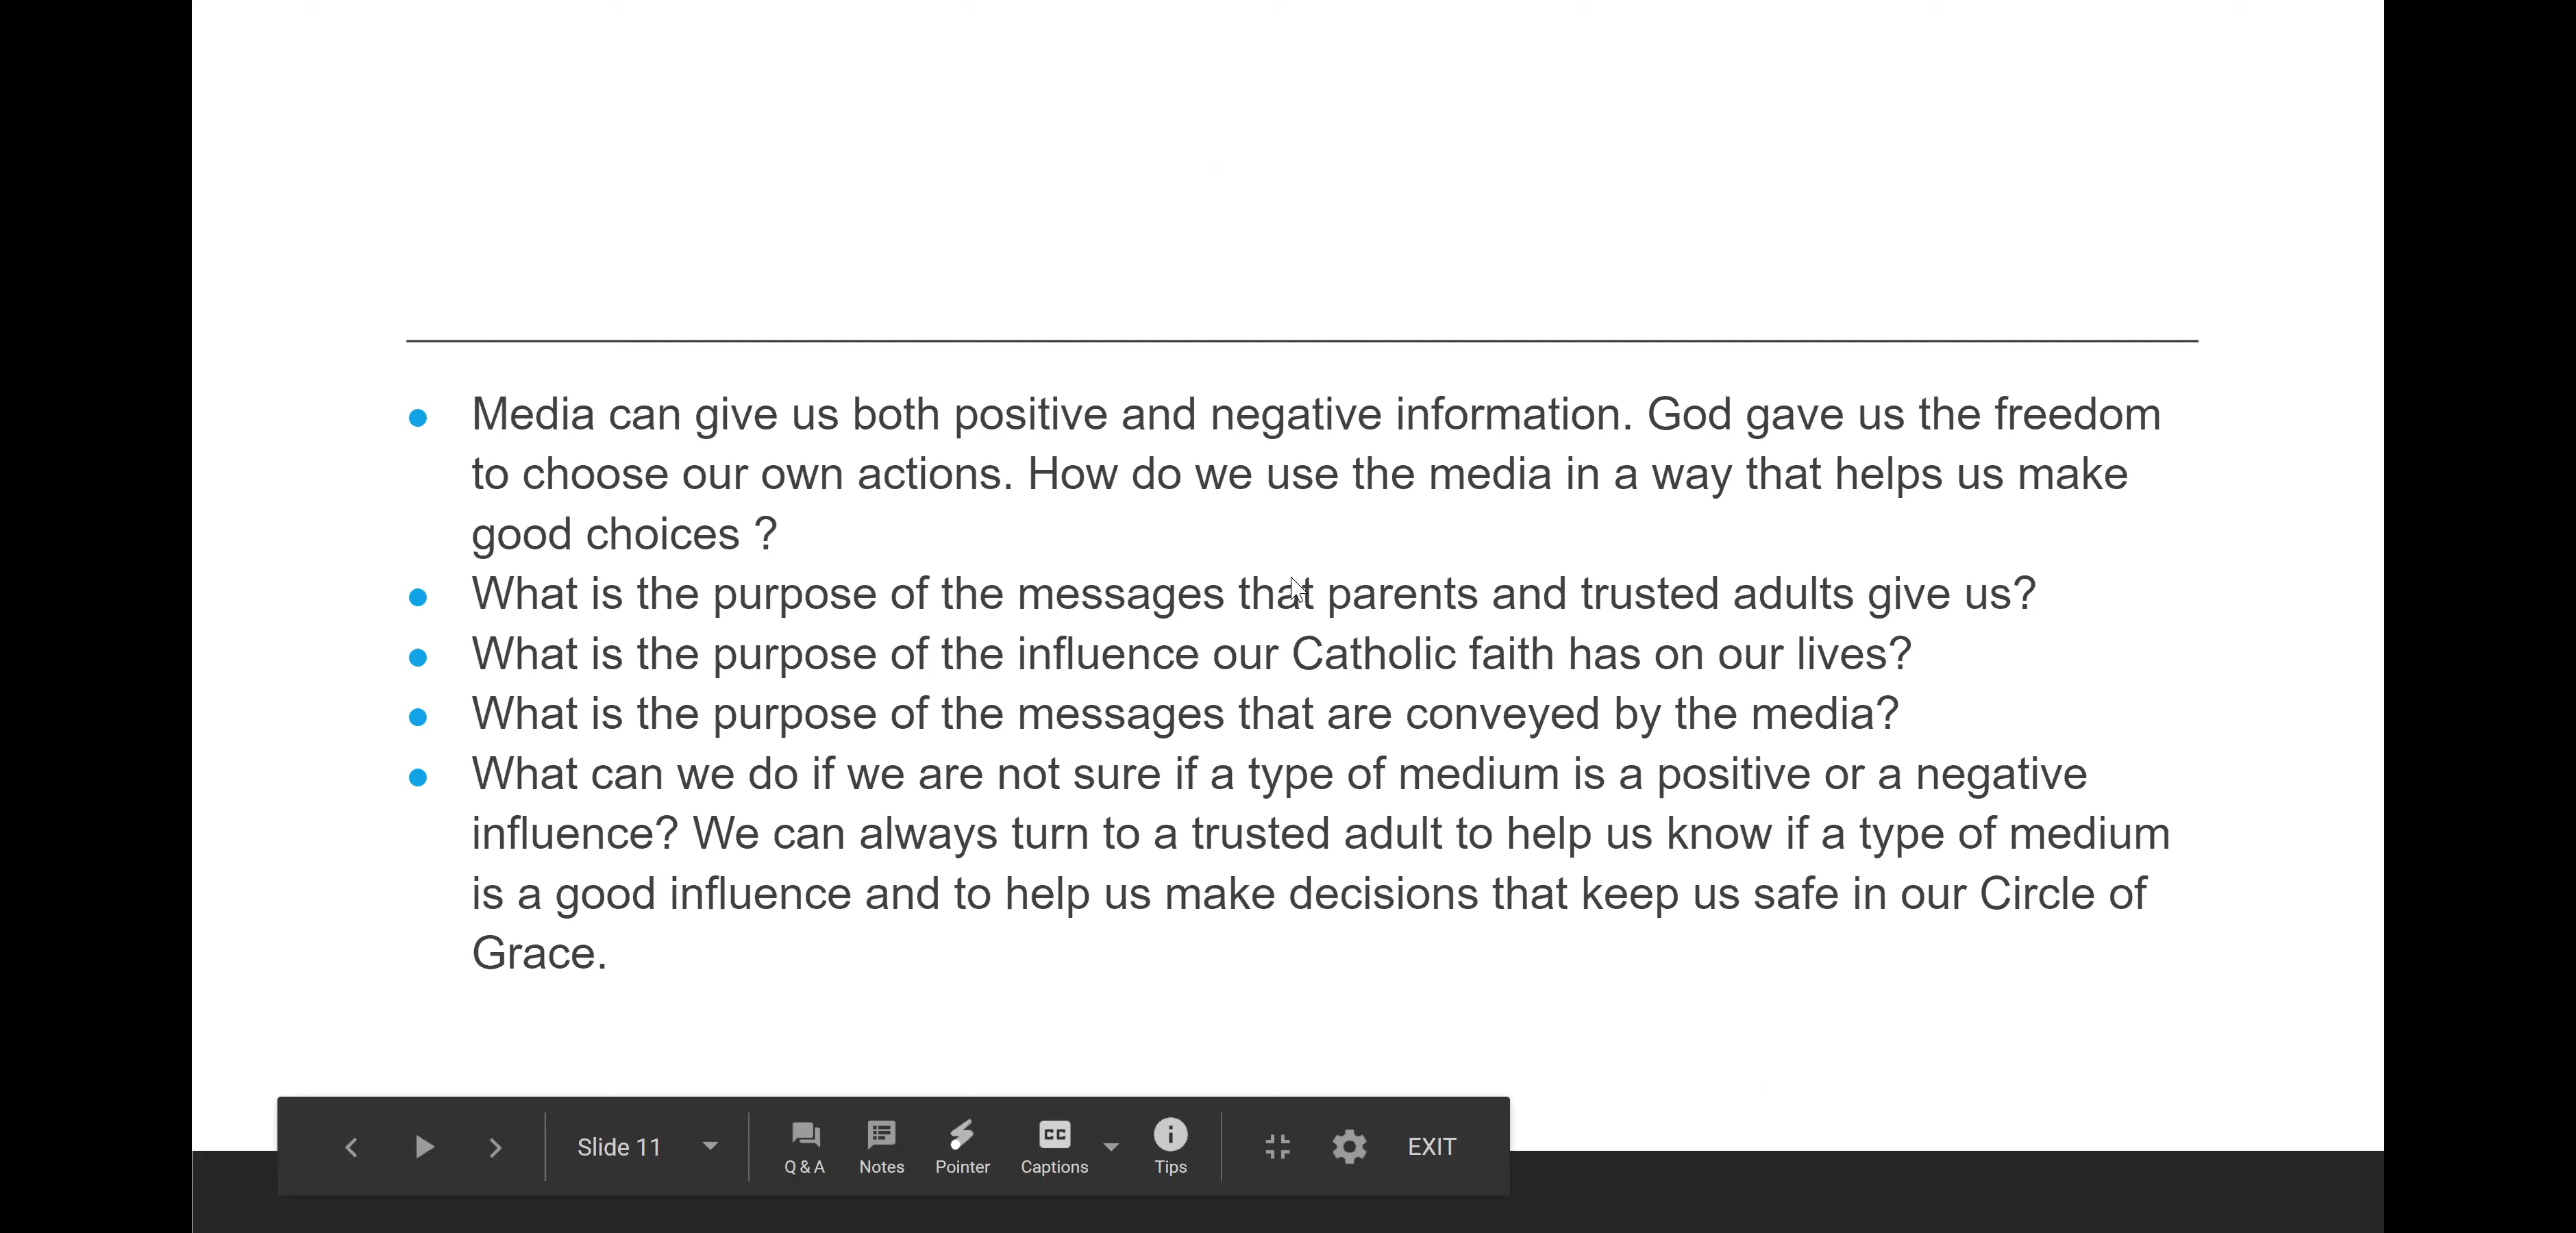 Media can give us both positive and negative information. God gave us the freedom
to choose our own actions. How do we use the media in a way that helps us make
good choices ?
What is the purpose of the messages that parents and trusted adults give us?
What is the purpose of the influence our Catholic faith has on our lives?
What is the purpose of the messages that are conveyed by the media?
What can we do if we are not sure if a type of medium is a positive or a negative
influence? We can always turn to a trusted adult to help us know if a type of medium
is a good influence and to help us make decisions that keep us safe in our Circle of
Grace.
Slide 11
Q & A
Notes
Pointer
CC
Captions
Tips
EXIT